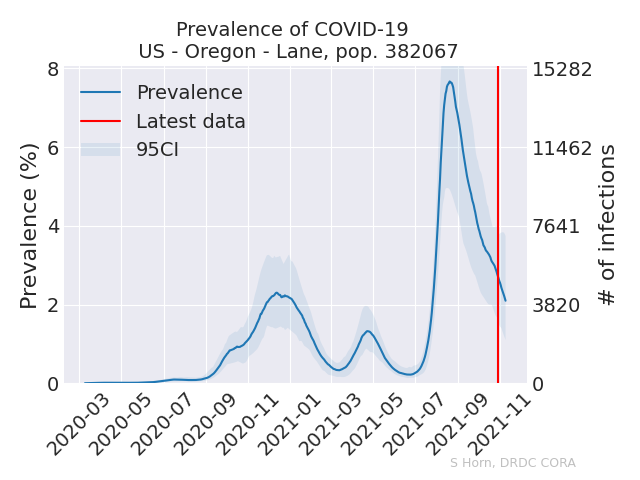 Prevalence of COVID-19
US - Oregon - Lane, pop. 382067
Prevalence
Latest data
95CI
Prevalence (%)
8
6
4
2
0
15282
11462
7641
3820
0
# of infections
2020-03
2020-05
2020-07
2020-09
2020-11
2021-01
2021-03
2021-05
2021-07
2021-09
2021-11
S Horn, DRDC CORA